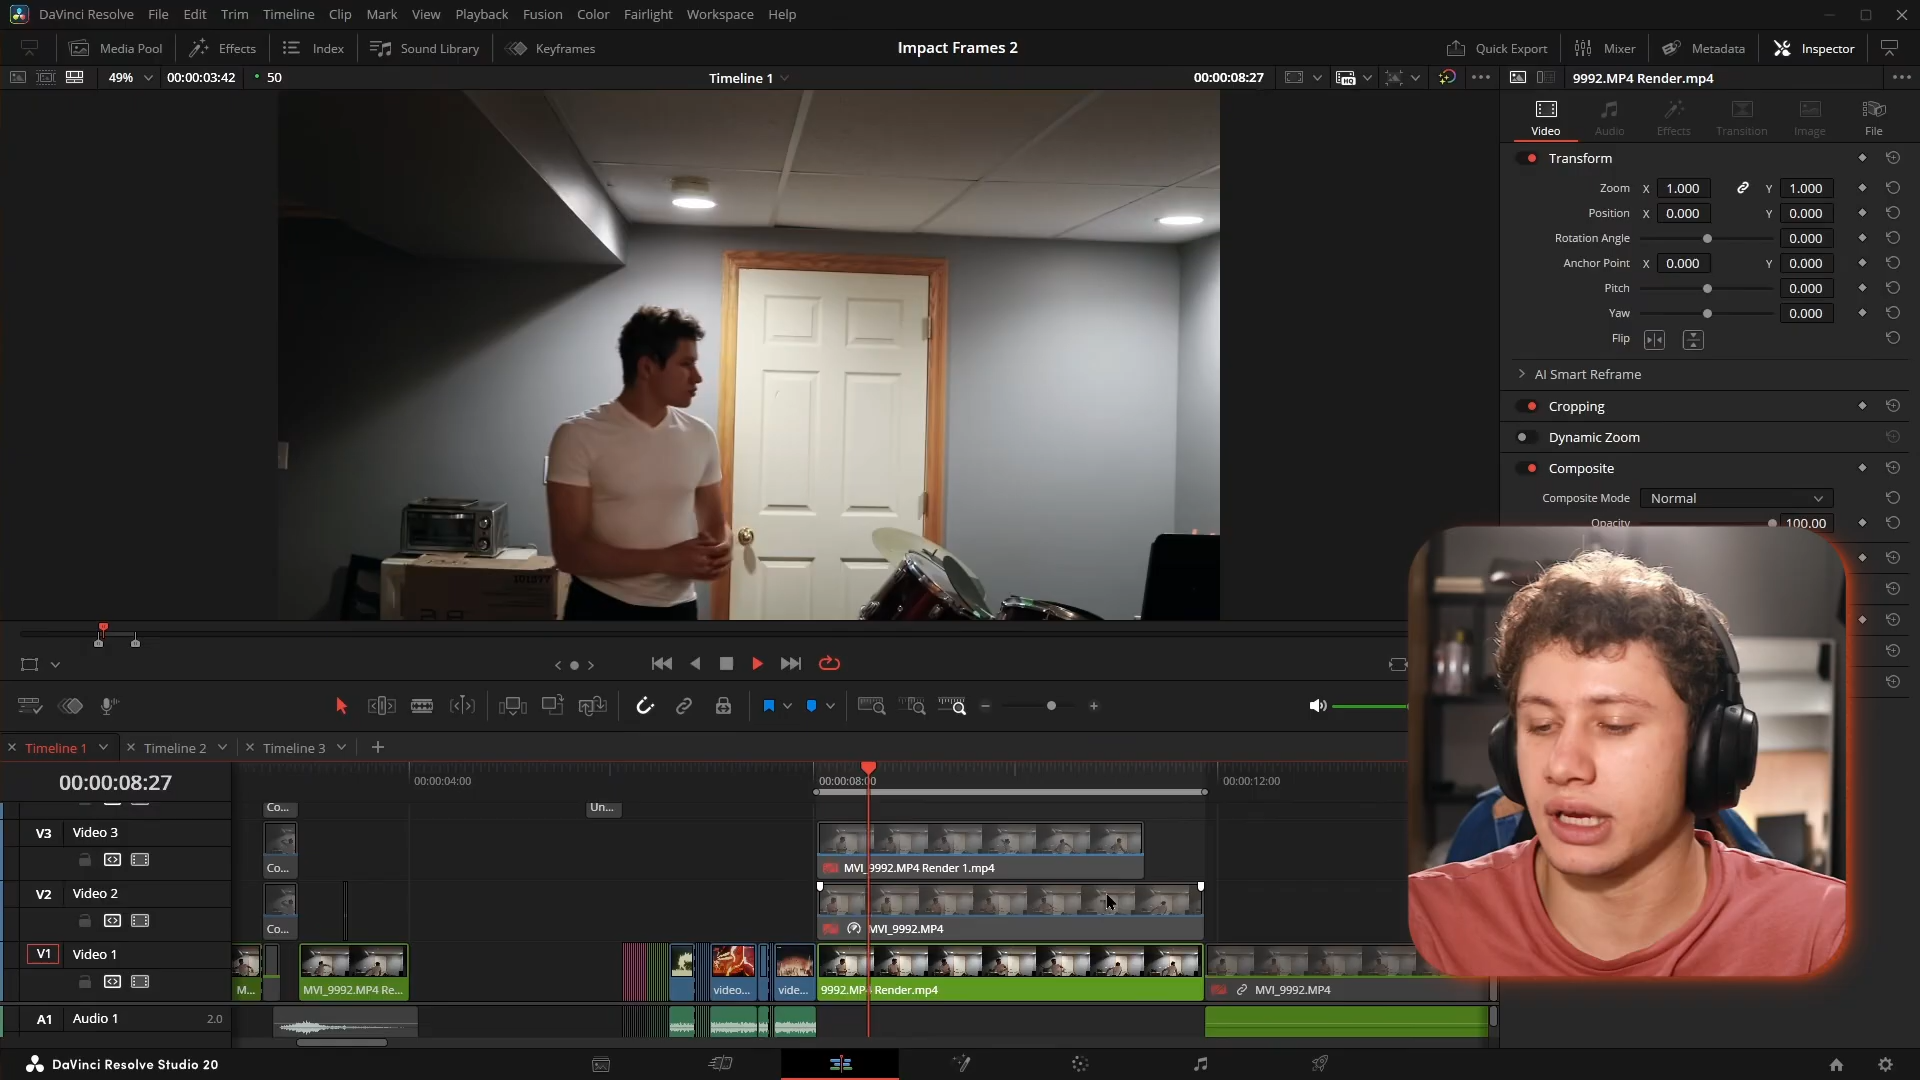 DaVinci Resolve File Edit Trim Timeline Clip Mark View Playback Fusion Color Fairlight Workspace Help
Media Pool Effects Index Sound Library Keyframes Impact Frames 2 Quick Export Mixer Metadata Inspector
49% 00:00:03:42 50 Timeline 1 00:00:08:27 9992.MP4 Render.mp4
Video Audio Effects Transition Image File
Transform
Zoom X 1.000 Y 1.000
Position X 0.000 Y 0.000
Rotation Angle 0.000
Anchor Point X 0.000 Y 0.000
Pitch 0.000
Yaw 0.000
Flip
AI Smart Reframe
Cropping
Dynamic Zoom
Composite
Composite Mode Normal
Opacity 100.00
Timeline 1 Timeline 2 Timeline 3
00:00:08:27 00:00:04:00 00:00:08:00 00:00:12:00
Co... Un...
V3 Video 3
Co... MVI_9992.MP4 Render 1.mp4
V2 Video 2
Co... MVI_9992.MP4
V1 Video 1
M... MVI_9992.MP4 Re... video... vide... 9992.MP4 Render.mp4 MVI_9992.MP4
A1 Audio 1 2.0
DaVinci Resolve Studio 20